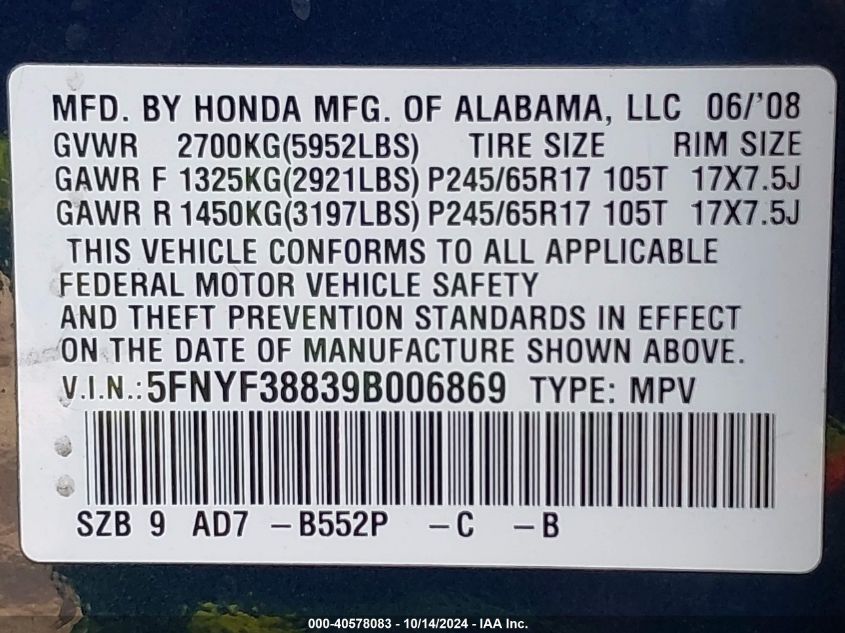 MFD. BY HONDA MFG. OF ALABAMA, LLC 06/'08
GVWR 2700KG(5952LBS) TIRE SIZE RIM SIZE
GAWR F 1325KG(2921LBS) P245/65R17 105T 17X7.5J
GAWR R 1450KG(3197LBS) P245/65R17 105T 17X7.5J
THIS VEHICLE CONFORMS TO ALL APPLICABLE
FEDERAL MOTOR VEHICLE SAFETY
AND THEFT PREVENTION STANDARDS IN EFFECT
ON THE DATE OF MANUFACTURE SHOWN ABOVE.
V.I.N.: 5FNYF38839B006869 TYPE: MPV
SZB 9 AD7 -B552P -C -B
000-40578083 - 10/14/2024 - IAA Inc.